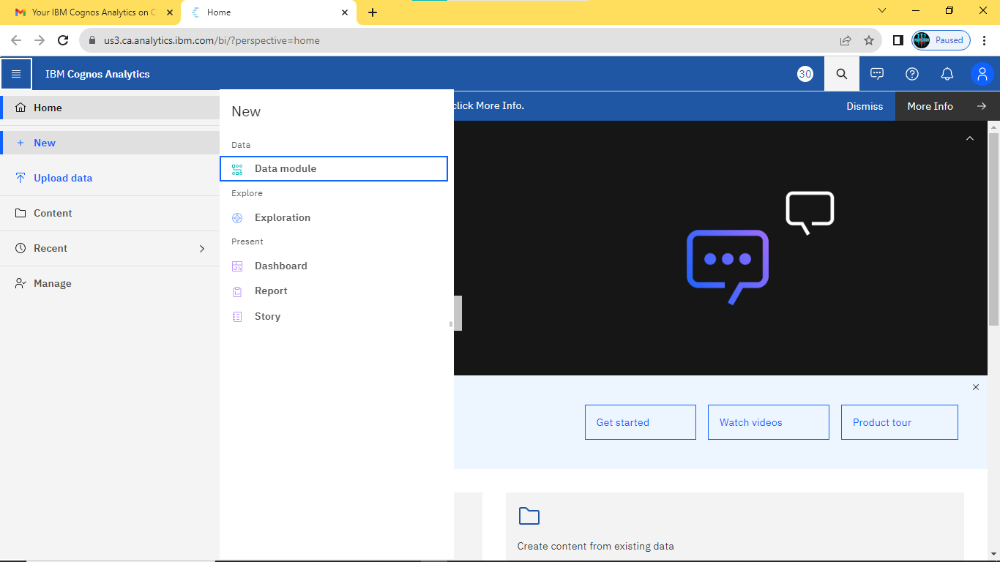 Your IBM Cognos Analytics on C
Home
us3.ca.analytics.ibm.com/bi/?perspective=home
Paused
IBM Cognos Analytics
30
Home
New
Upload data
Content
Recent
Manage
New
Data
Data module
Explore
Exploration
Present
Dashboard
Report
Story
click More Info.
Dismiss
More Info
Get started
Watch videos
Product tour
Create content from existing data